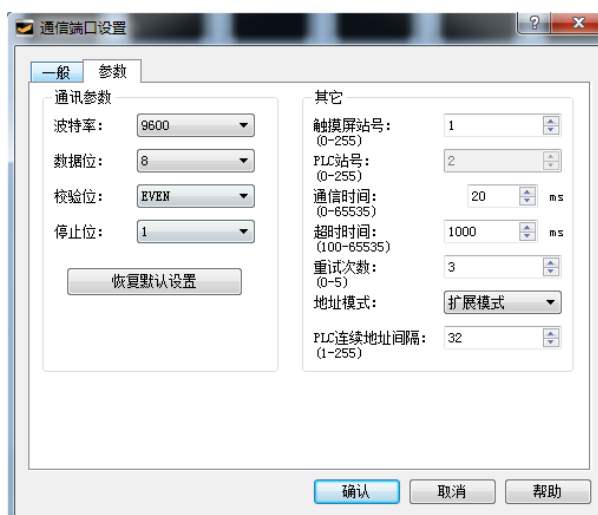 通信端口设置
一般 参数
通讯参数
波特率： 9600
数据位： 8
校验位： EVEN
停止位： 1
恢复默认设置
其它
触摸屏站号： 1
(0-255)
PLC站号： 2
(0-255)
通信时间： 20 ms
(0-65535)
超时时间： 1000 ms
(100-65535)
重试次数： 3
(0-5)
地址模式： 扩展模式
PLC连续地址间隔： 32
(1-255)
确认 取消 帮助